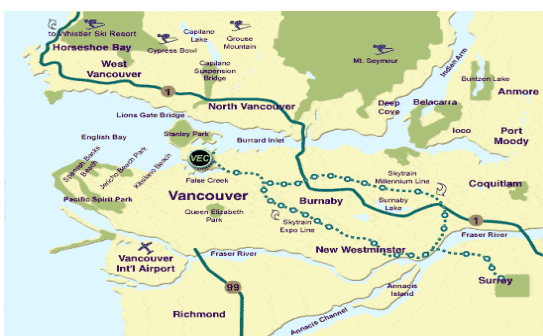 to Whistler Ski Resort
Horseshoe Bay
West
Vancouver
Cypress Bowl
Capilano
Lake
Grouse
Mountain
Capilano
Suspension
Bridge
Mt. Seymour
Indian Arm
Buntzen Lake
Anmore
Belacarra
Deep
Cove
1
North Vancouver
Lions Gate Bridge
Ioco
Port
Moody
English Bay
Stanley Park
Burrard Inlet
VEC
Spanish Banks
Beach
Jericho Beach Park
Kitsilano Beach
False Creek
Skytrain
Millennium Line
Coquitlam
Pacific Spirit Park
Vancouver
Burnaby
Burnaby
Lake
Queen Elizabeth
Park
Skytrain
Expo Line
1
Fraser River
New Westminster
Vancouver
Int'l Airport
Fraser River
Surrey
99
Annacis
Island
Richmond
Annacis Channel